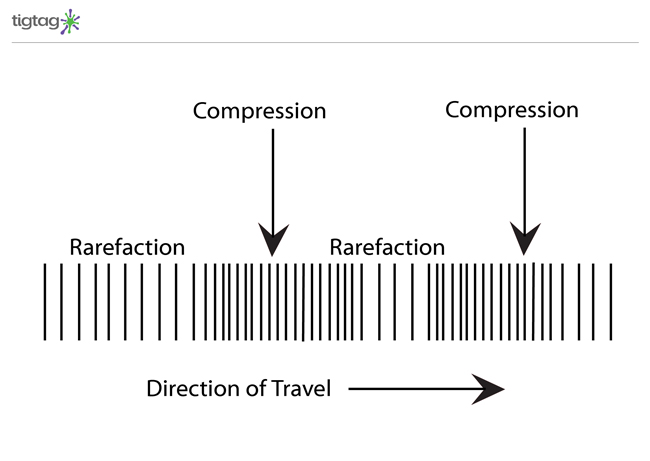 tigtag
Compression
Compression
Rarefaction
Rarefaction
Direction of Travel